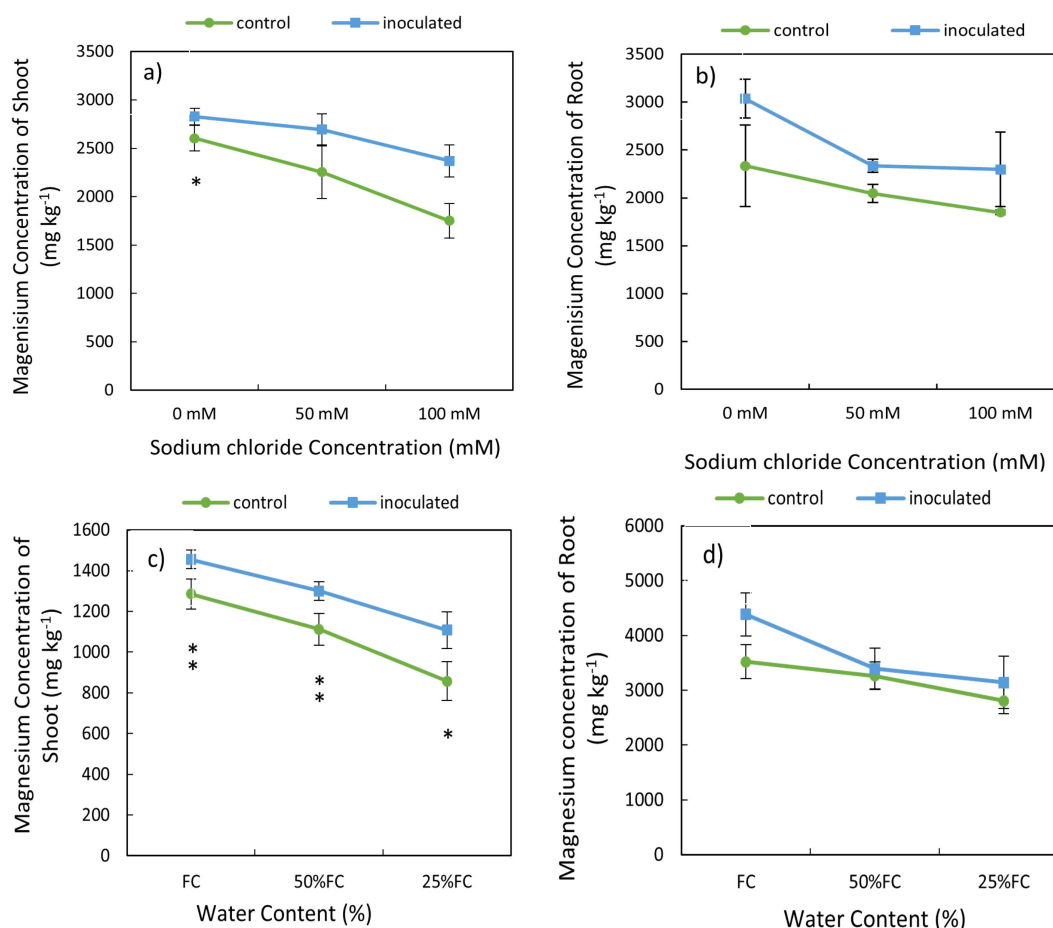 control inoculated
a)
3500
3000
2500
2000
1500
1000
500
0
*
Magenisium Concentration of Shoot
(mg kg⁻¹)
0 mM 50 mM 100 mM
Sodium chloride Concentration (mM)
control inoculated
b)
3500
3000
2500
2000
1500
1000
500
0
Magenisium Concentration of Root
(mg kg⁻¹)
0 mM 50 mM 100 mM
Sodium chloride Concentration (mM)
control inoculated
c)
1600
1400
1200
1000
800
600
400
200
0
*
*
*
*
*
Magnesium Concentration of
Shoot (mg kg⁻¹)
FC 50%FC 25%FC
Water Content (%)
control inoculated
d)
6000
5000
4000
3000
2000
1000
0
Magnesium concentration of Root
(mg kg⁻¹)
FC 50%FC 25%FC
Water Content (%)